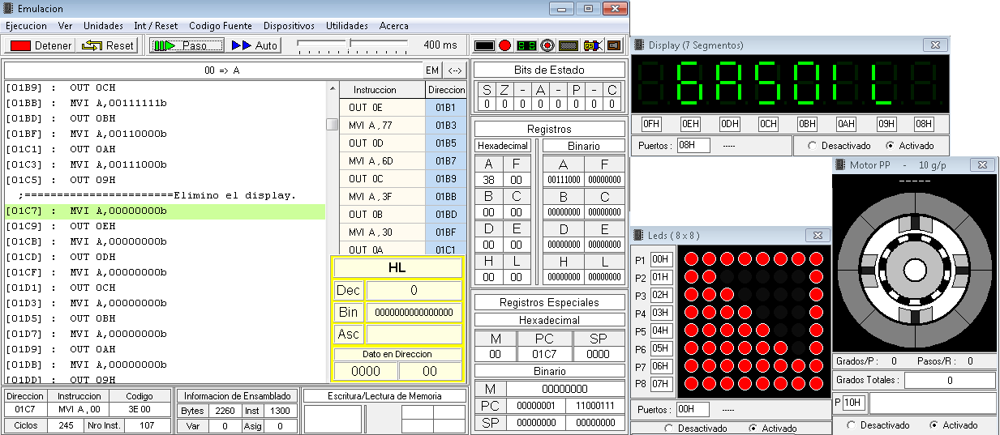 Emulacion
Ejecucion Ver Unidades Int / Reset Codigo Fuente Dispositivos Utilidades Acerca
Detener Reset Paso Auto 400 ms
00 => A EM <-->
[01B9] : OUT 0CH
[01BB] : MVI A,00111111b
[01BD] : OUT 0BH
[01BF] : MVI A,00110000b
[01C1] : OUT 0AH
[01C3] : MVI A,00111000b
[01C5] : OUT 09H
;=======================Elimino el display.
[01C7] : MVI A,00000000b
[01C9] : OUT 0EH
[01CB] : MVI A,00000000b
[01CD] : OUT 0DH
[01CF] : MVI A,00000000b
[01D1] : OUT 0CH
[01D3] : MVI A,00000000b
[01D5] : OUT 0BH
[01D7] : MVI A,00000000b
[01D9] : OUT 0AH
[01DB] : MVI A,00000000b
[01DD] : OUT 09H
Instruccion Direccion
OUT 0E 01B1
MVI A,77 01B3
OUT 0D 01B5
MVI A,6D 01B7
OUT 0C 01B9
MVI A,3F 01BB
OUT 0B 01BD
MVI A,30 01BF
OUT 0A 01C1
HL
Dec 0
Bin 0000000000000000
Asc
Dato en Direccion
0000 00
Direccion Instruccion Codigo
01C7 MVI A,00 3E 00
Ciclos 245 Nro Inst. 107
Informacion de Ensamblado
Bytes 2260 Inst 1300
Var 0 Asig 0
Escritura/Lectura de Memoria
Bits de Estado
S Z - A - P - C
0 0 0 0 0 0 0 0
Registros
Hexadecimal Binario
A F A F
38 00 00111000 00000000
B C B C
00 00 00000000 00000000
D E D E
00 00 00000000 00000000
H L H L
00 00 00000000 00000000
Registros Especiales
Hexadecimal
M PC SP
00 01C7 0000
Binario
M 00000000
PC 00000001 11000111
SP 00000000 00000000
Display (7 Segmentos)
GASOIL
0FH 0EH 0DH 0CH 0BH 0AH 09H 08H
Puertos : 08H ----- Desactivado Activado
Leds ( 8 x 8 )
P1 00H
P2 01H
P3 02H
P4 03H
P5 04H
P6 05H
P7 06H
P8 07H
Puertos : 00H -----
Desactivado Activado
Motor PP - 10 g/p
-----
Grados/P : 0 Pasos/R : 0
Grados Totales : 0
P 10H
Desactivado Activado